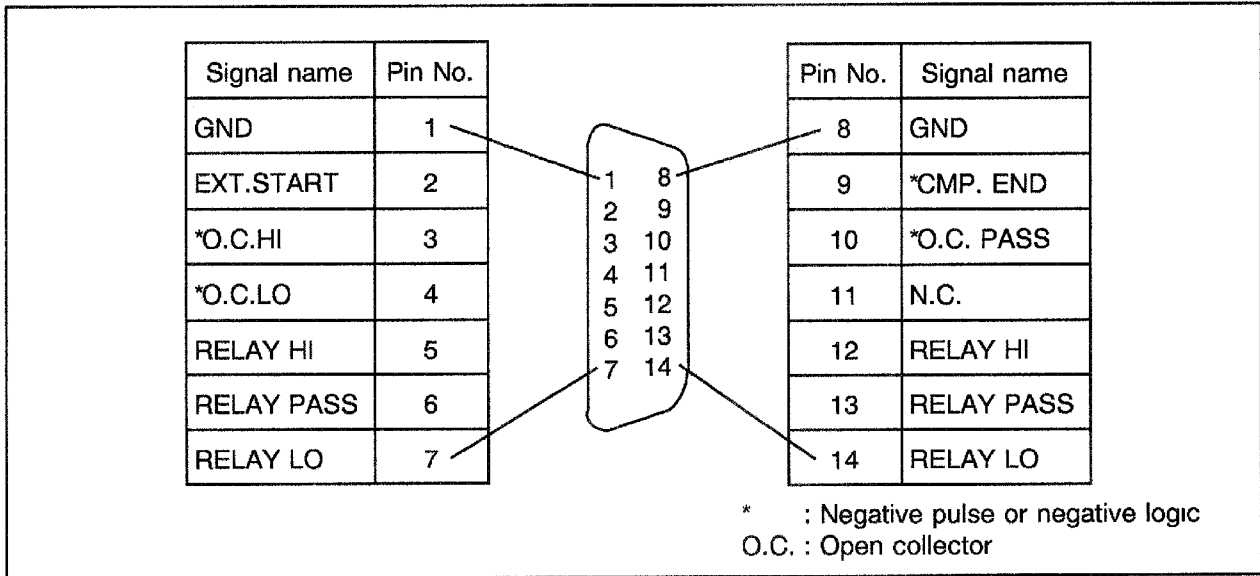 Signal name Pin No.
GND 1
EXT.START 2
*O.C.HI 3
*O.C.LO 4
RELAY HI 5
RELAY PASS 6
RELAY LO 7
1 8
2 9
3 10
4 11
5 12
6 13
7 14
Pin No. Signal name
8 GND
9 *CMP. END
10 *O.C. PASS
11 N.C.
12 RELAY HI
13 RELAY PASS
14 RELAY LO
* : Negative pulse or negative logic
O.C. : Open collector